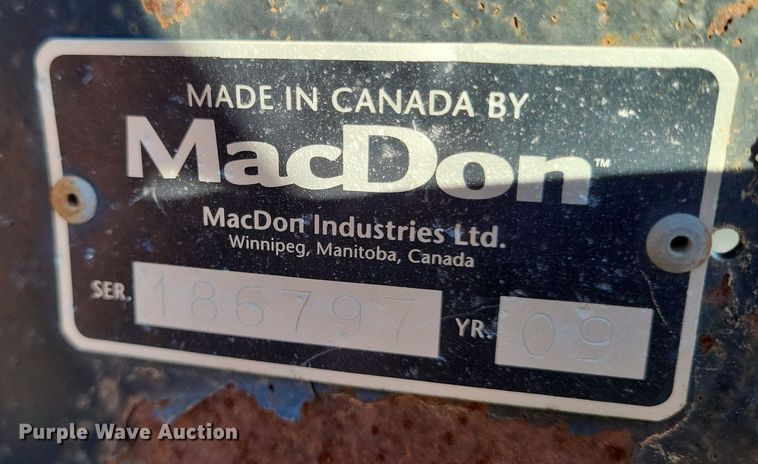 MADE IN CANADA BY
MacDon™
MacDon Industries Ltd.
Winnipeg, Manitoba, Canada
SER. 186797 YR. 09
Purple Wave Auction